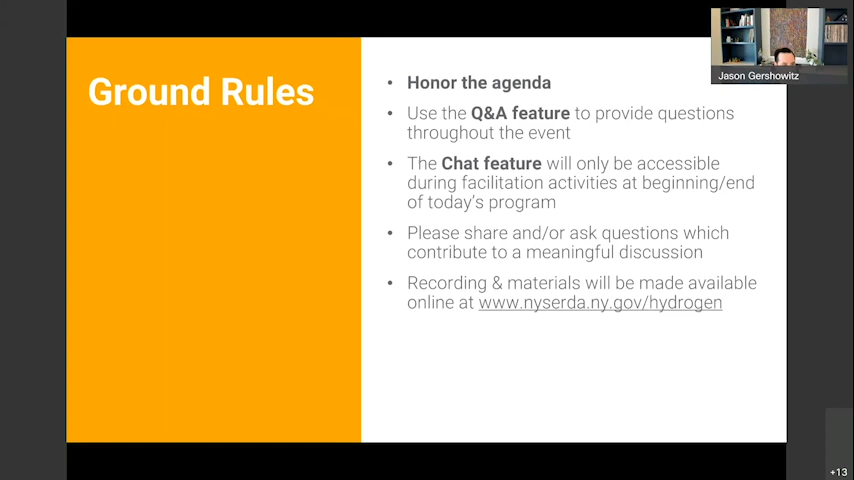 Ground Rules
• Honor the agenda
• Use the Q&A feature to provide questions
throughout the event
• The Chat feature will only be accessible
during facilitation activities at beginning/end
of today's program
• Please share and/or ask questions which
contribute to a meaningful discussion
• Recording & materials will be made available
online at www.nyserda.ny.gov/hydrogen
Jason Gershowitz
+13